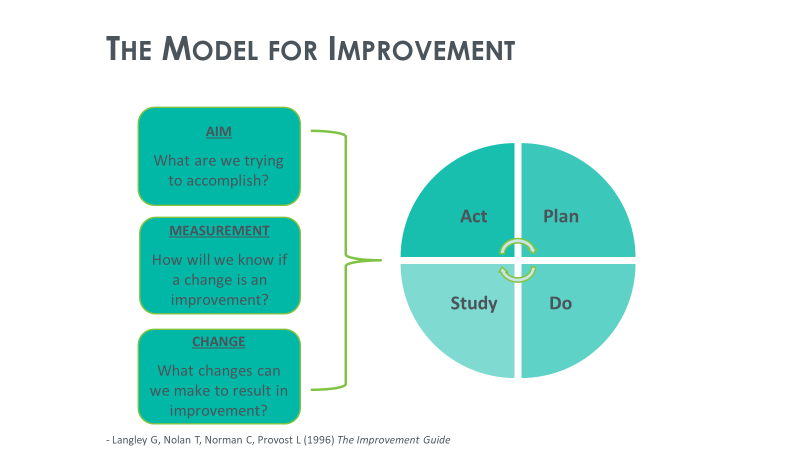 The Model for Improvement
AIM
What are we trying
to accomplish?
MEASUREMENT
How will we know if
a change is an
improvement?
CHANGE
What changes can
we make to result in
improvement?
Act
Plan
Study
Do
- Langley G, Nolan T, Norman C, Provost L (1996) The Improvement Guide